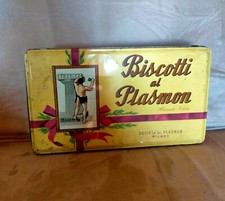 Biscotti
al
Plasmon
SOCIETÀ DEL PLASMON
MILANO